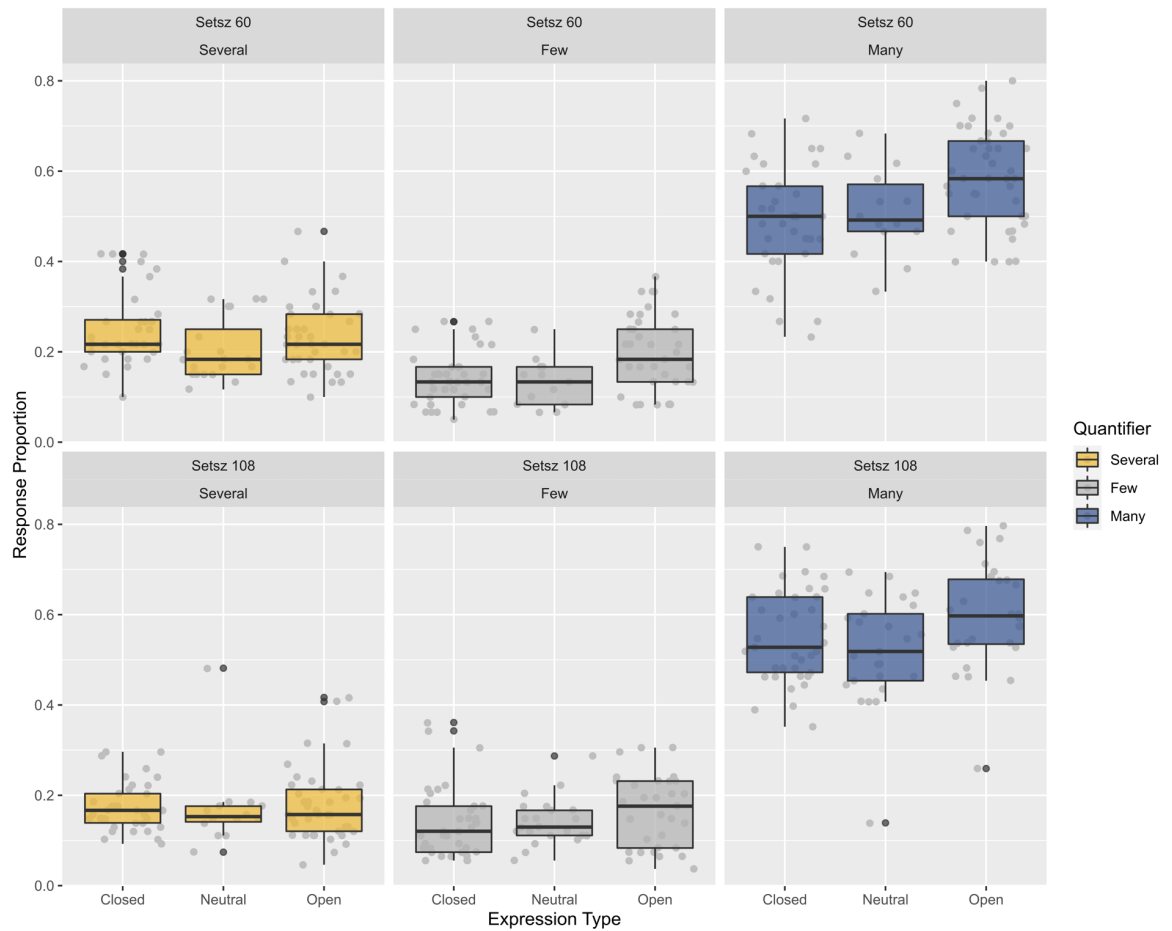 Setsz 60
Several
Setsz 60
Few
Setsz 60
Many
0.8
0.6
0.4
0.2
0.0
Setsz 108
Several
Setsz 108
Few
Setsz 108
Many
0.8
0.6
0.4
0.2
0.0
Response Proportion
Closed Neutral Open
Closed Neutral Open
Closed Neutral Open
Expression Type
Quantifier
Several
Few
Many